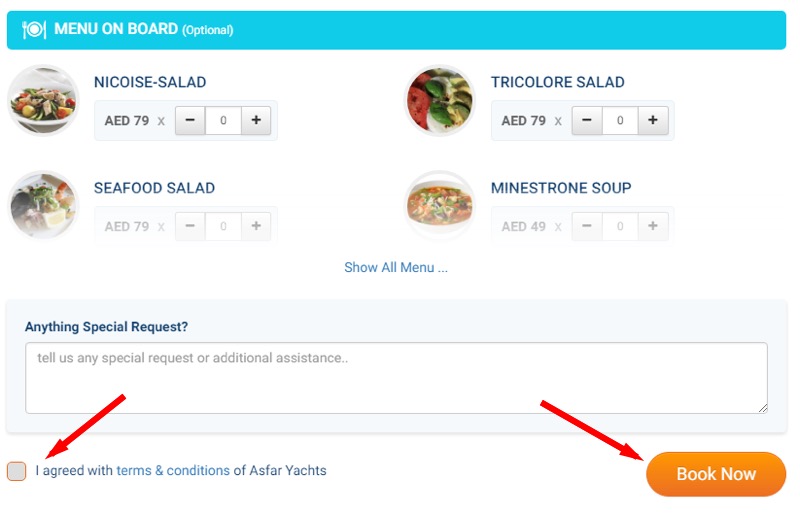 MENU ON BOARD (Optional)
NICOISE-SALAD
AED 79 x − 0 +
TRICOLORE SALAD
AED 79 x − 0 +
SEAFOOD SALAD
AED 79 x − 0 +
MINESTRONE SOUP
AED 49 x − 0 +
Show All Menu ...
Anything Special Request?
tell us any special request or additional assistance..
I agreed with terms & conditions of Asfar Yachts
Book Now